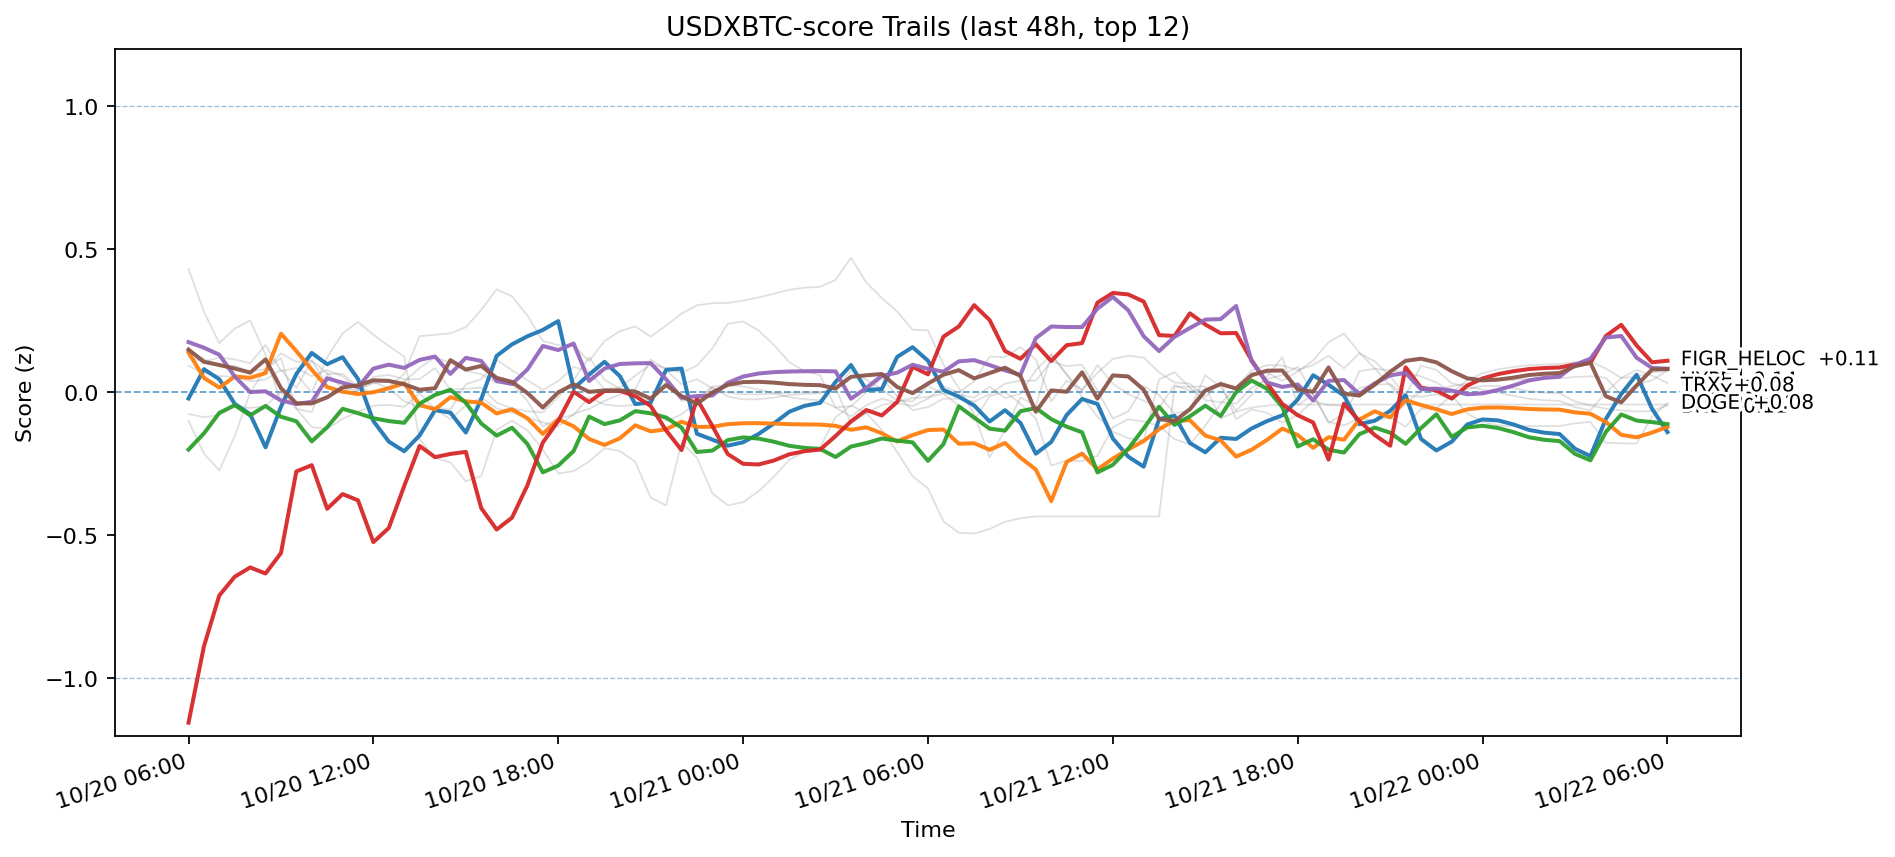 USDXBTC-score Trails (last 48h, top 12)
Score (z)
1.0
0.5
0.0
−0.5
−1.0
FIGR_HELOC +0.11
TRX +0.08
DOGE +0.08
10/20 06:00
10/20 12:00
10/20 18:00
10/21 00:00
10/21 06:00
10/21 12:00
10/21 18:00
10/22 00:00
10/22 06:00
Time